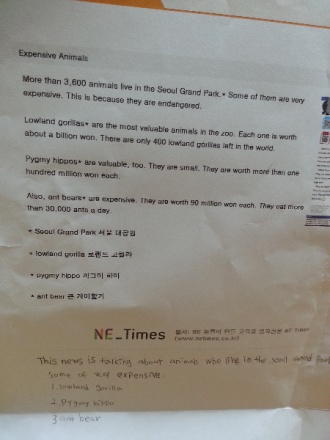 Expensive Animals
More than 3,600 animals live in the Seoul Grand Park.* Some of them are very
expensive. This is because they are endangered.
Lowland gorillas* are the most valuable animals in the zoo. Each one is worth
about a billion won. There are only 400 lowland gorillas left in the world.
Pygmy hippos* are valuable, too. They are small. They are worth more than one
hundred million won each.
Also, ant bears* are expensive. They are worth 90 million won each. They eat more
than 30,000 ants a day.
* Seoul Grand Park 서울 대공원
* lowland gorilla 로랜드 고릴라
* pygmy hippo 피그미 하마
* ant bear 큰 개미핥기
NE_Times
NE Times
(www.netimes.co.kr)
This news is talking about animals who live in the Seoul Grand
Some of expensive.
1. lowland gorilla
2. Pygmy hippo
3. ant bear